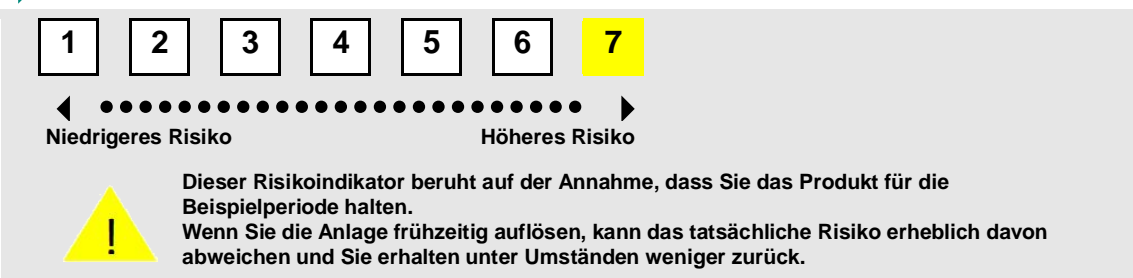 1 2 3 4 5 6 7
Niedrigeres Risiko Höheres Risiko
Dieser Risikoindikator beruht auf der Annahme, dass Sie das Produkt für die
Beispielperiode halten.
! Wenn Sie die Anlage frühzeitig auflösen, kann das tatsächliche Risiko erheblich davon
abweichen und Sie erhalten unter Umständen weniger zurück.